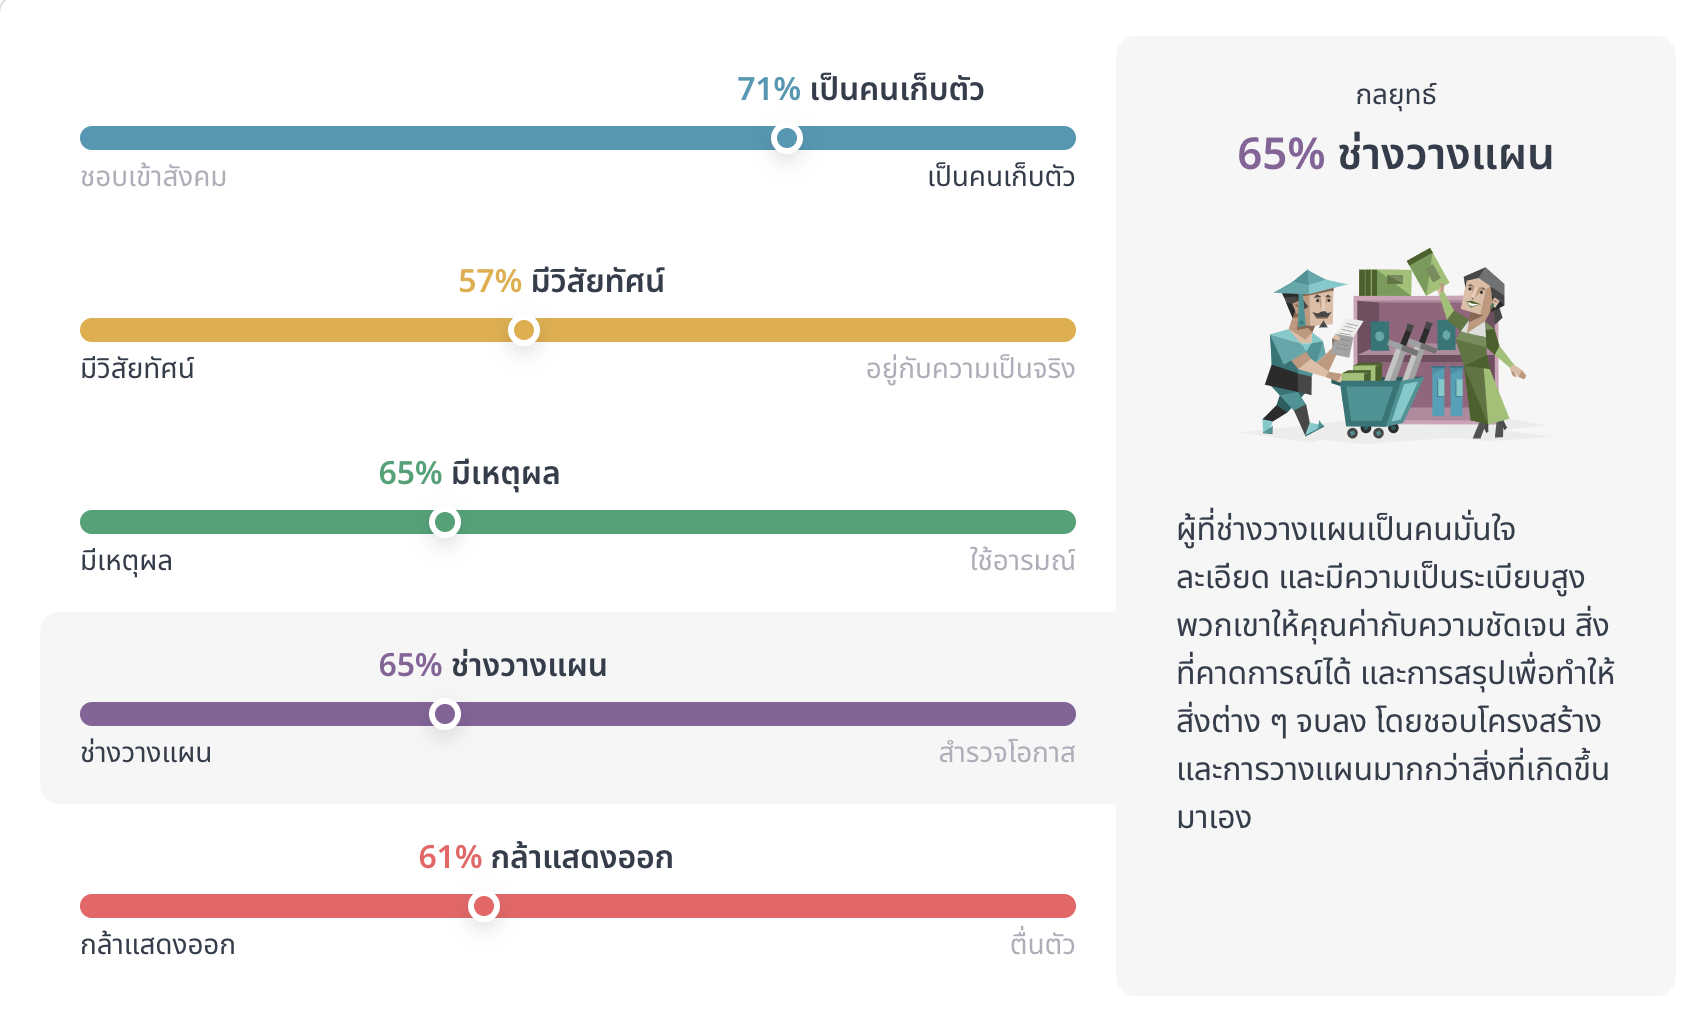 71% เป็นคนเก็บตัว
ชอบเข้าสังคม
เป็นคนเก็บตัว
57% มีวิสัยทัศน์
มีวิสัยทัศน์
อยู่กับความเป็นจริง
65% มีเหตุผล
มีเหตุผล
ใช้อารมณ์
65% ช่างวางแผน
ช่างวางแผน
สำรวจโอกาส
61% กล้าแสดงออก
กล้าแสดงออก
ตื่นตัว
กลยุทธ์
65% ช่างวางแผน
ผู้ที่ช่างวางแผนเป็นคนมั่นใจ
ละเอียด และมีความเป็นระเบียบสูง
พวกเขาให้คุณค่ากับความชัดเจน สิ่ง
ที่คาดการณ์ได้ และการสรุปเพื่อทำให้
สิ่งต่าง ๆ จบลง โดยชอบโครงสร้าง
และการวางแผนมากกว่าสิ่งที่เกิดขึ้น
มาเอง